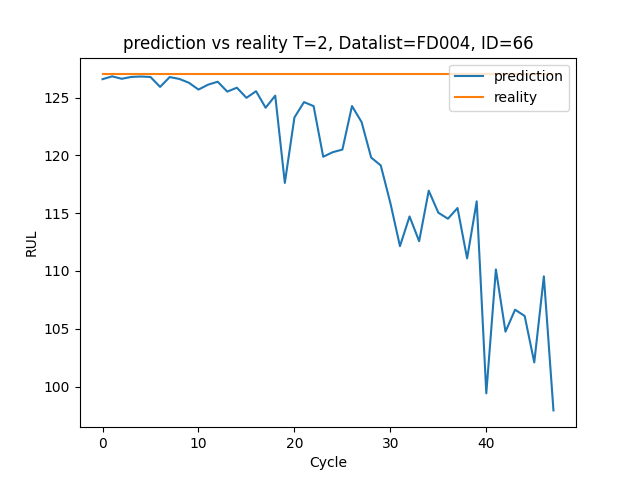 prediction vs reality T=2, Datalist=FD004, ID=66
prediction
reality
125
120
115
110
105
100
RUL
0 10 20 30 40
Cycle